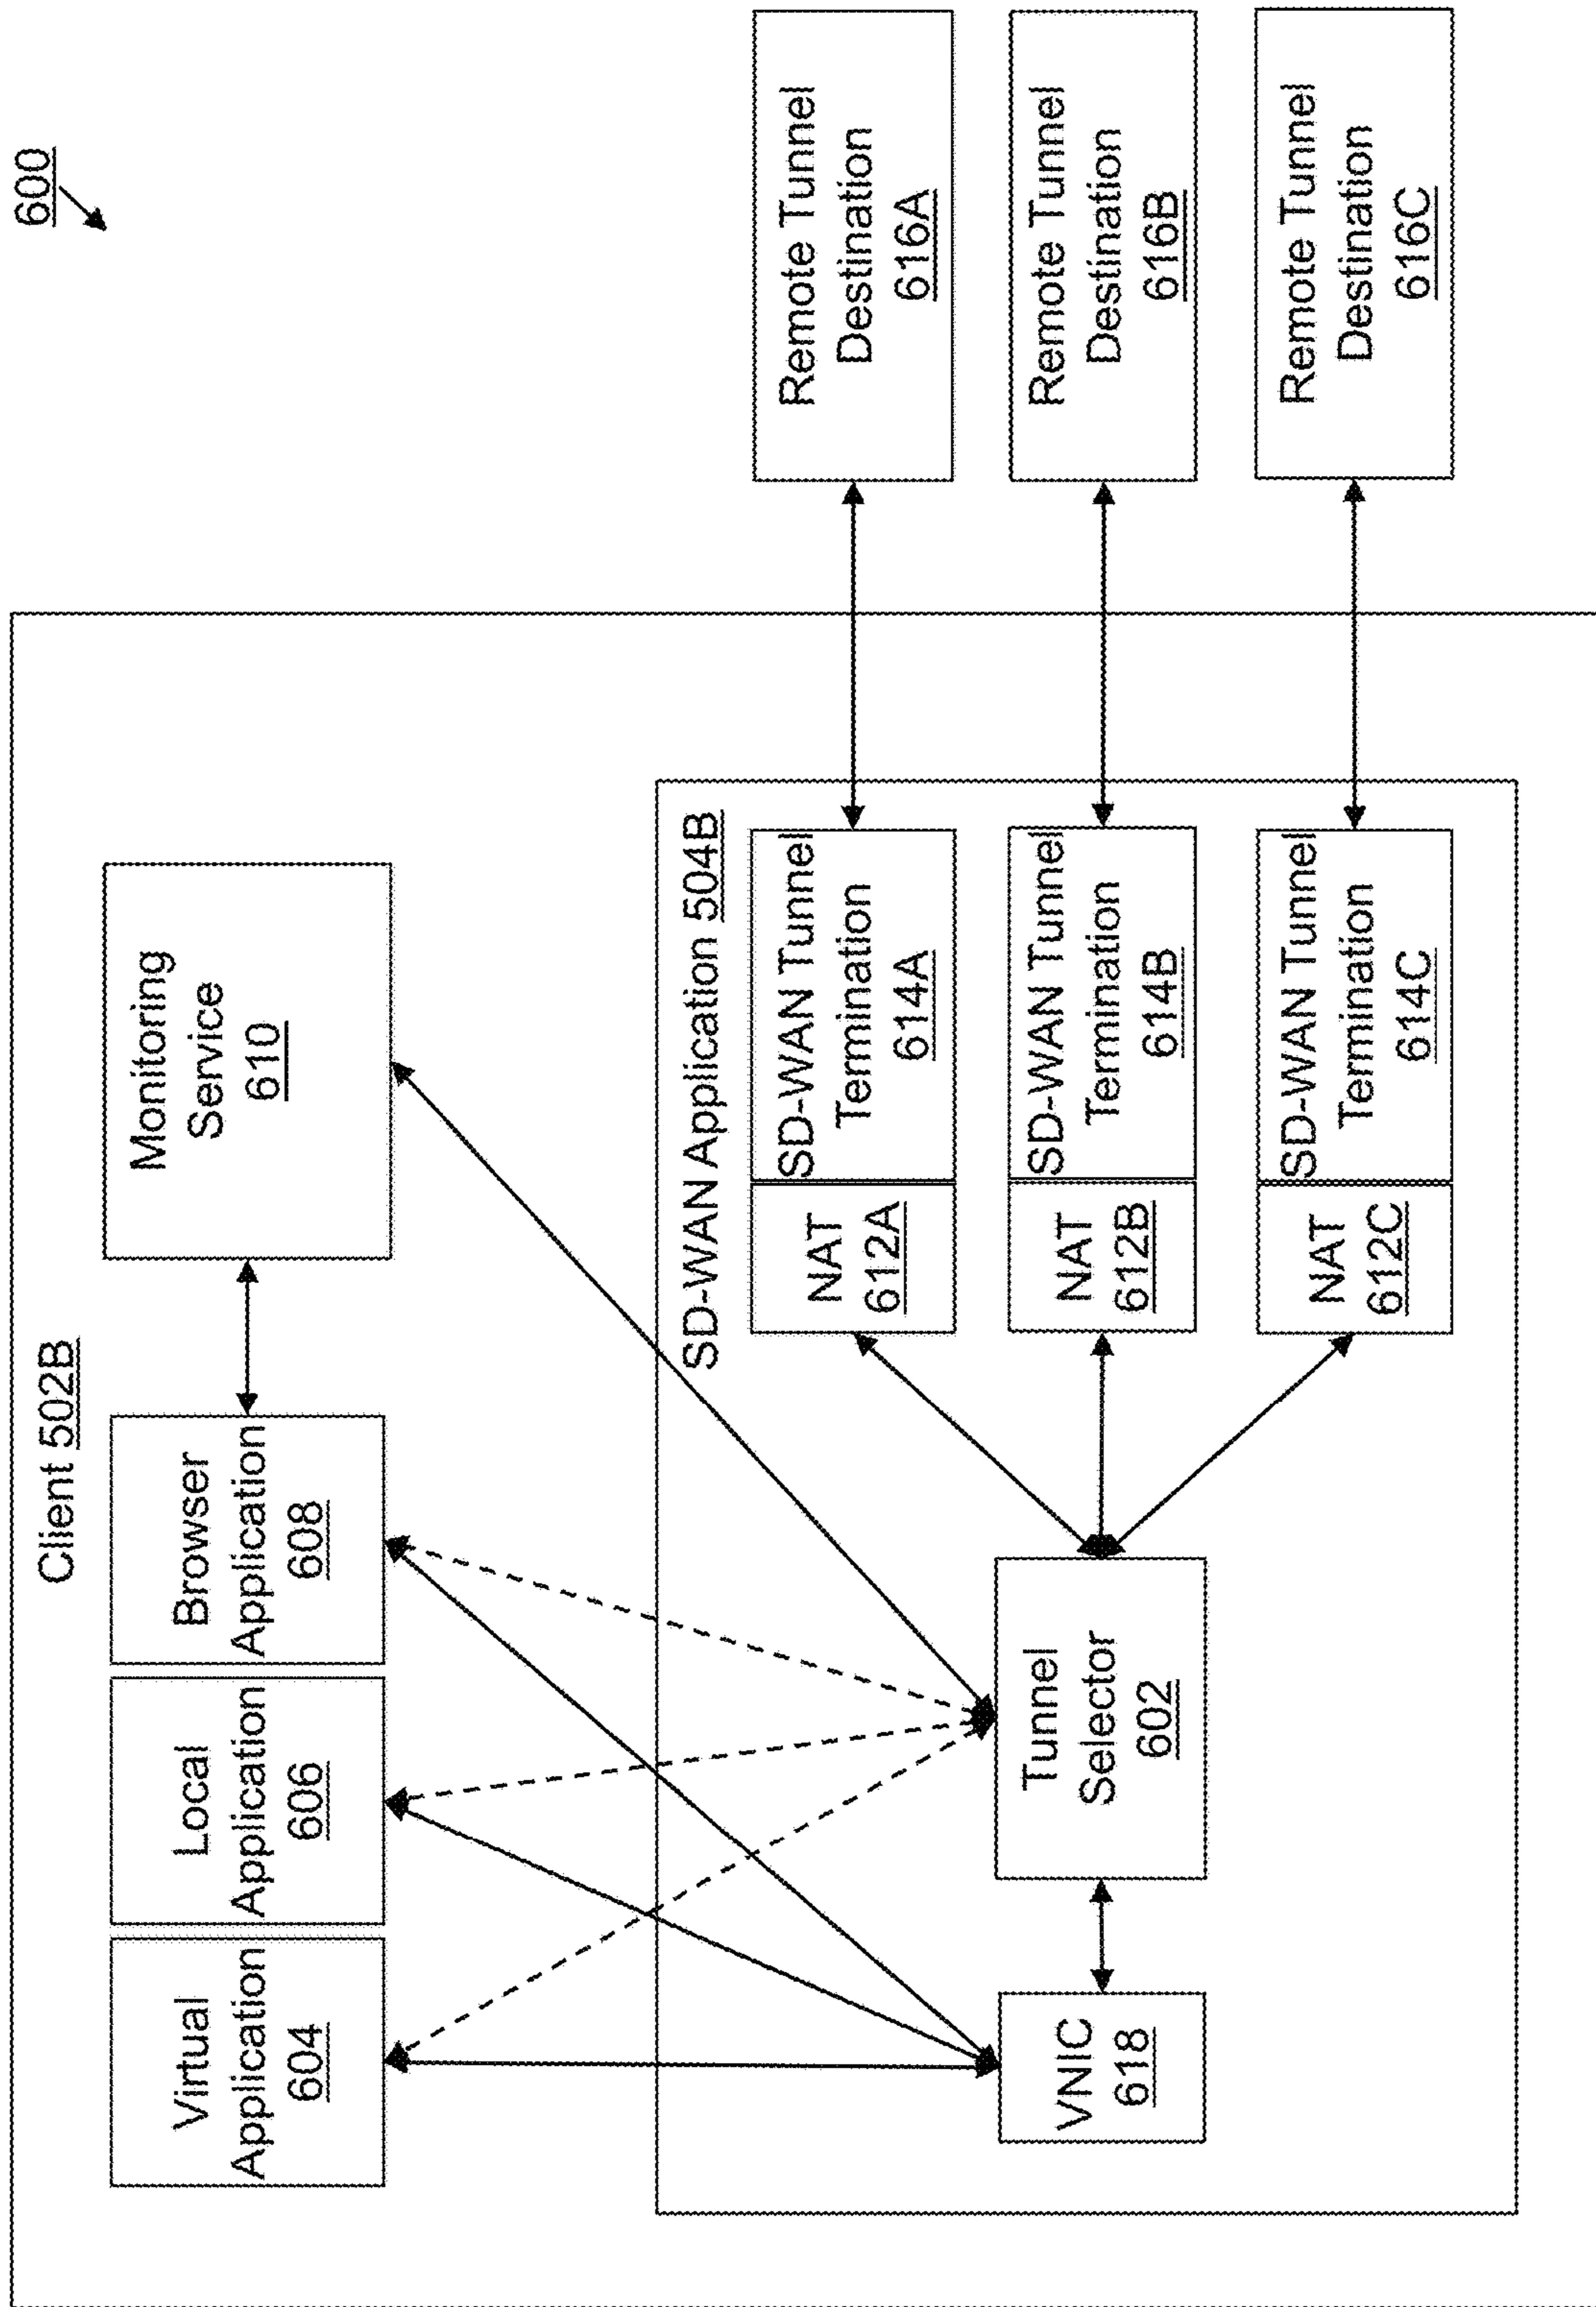 600
Client 502B
Virtual
Application
604
Local
Application
606
Browser
Application
608
Monitoring
Service
610
SD-WAN Application 504B
VNIC
618
Tunnel
Selector
602
NAT
612A
SD-WAN Tunnel
Termination
614A
Remote Tunnel
Destination
616A
NAT
612B
SD-WAN Tunnel
Termination
614B
Remote Tunnel
Destination
616B
NAT
612C
SD-WAN Tunnel
Termination
614C
Remote Tunnel
Destination
616C